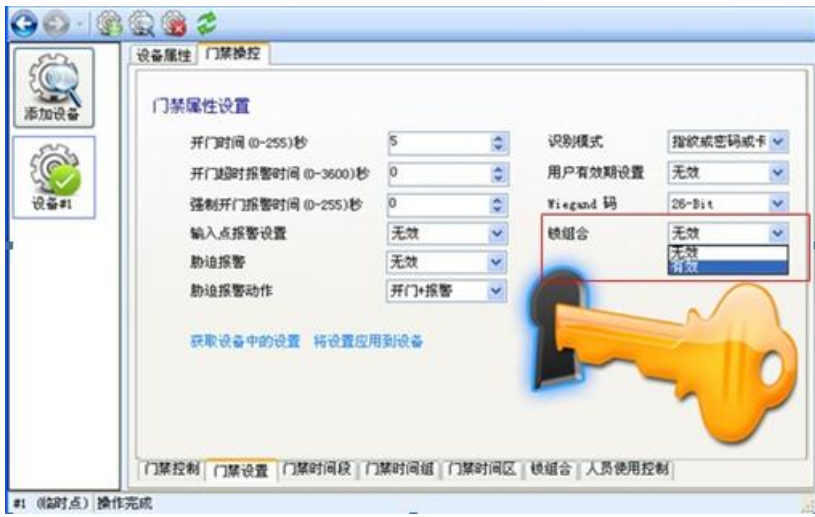 设备属性 门禁操控
添加设备
设备#1
门禁属性设置
开门时间(0-255)秒 5 识别模式 指纹或密码或卡
开门超时报警时间(0-3600)秒 0 用户有效期设置 无效
强制开门报警时间(0-255)秒 0 Wiegand 码 26-Bit
输入点报警设置 无效 锁组合 无效
无效
有效
胁迫报警 无效
胁迫报警动作 开门+报警
获取设备中的设置 将设置应用到设备
门禁控制 门禁设置 门禁时间段 门禁时间组 门禁时间区 锁组合 人员使用控制
#1 (临时点) 操作完成